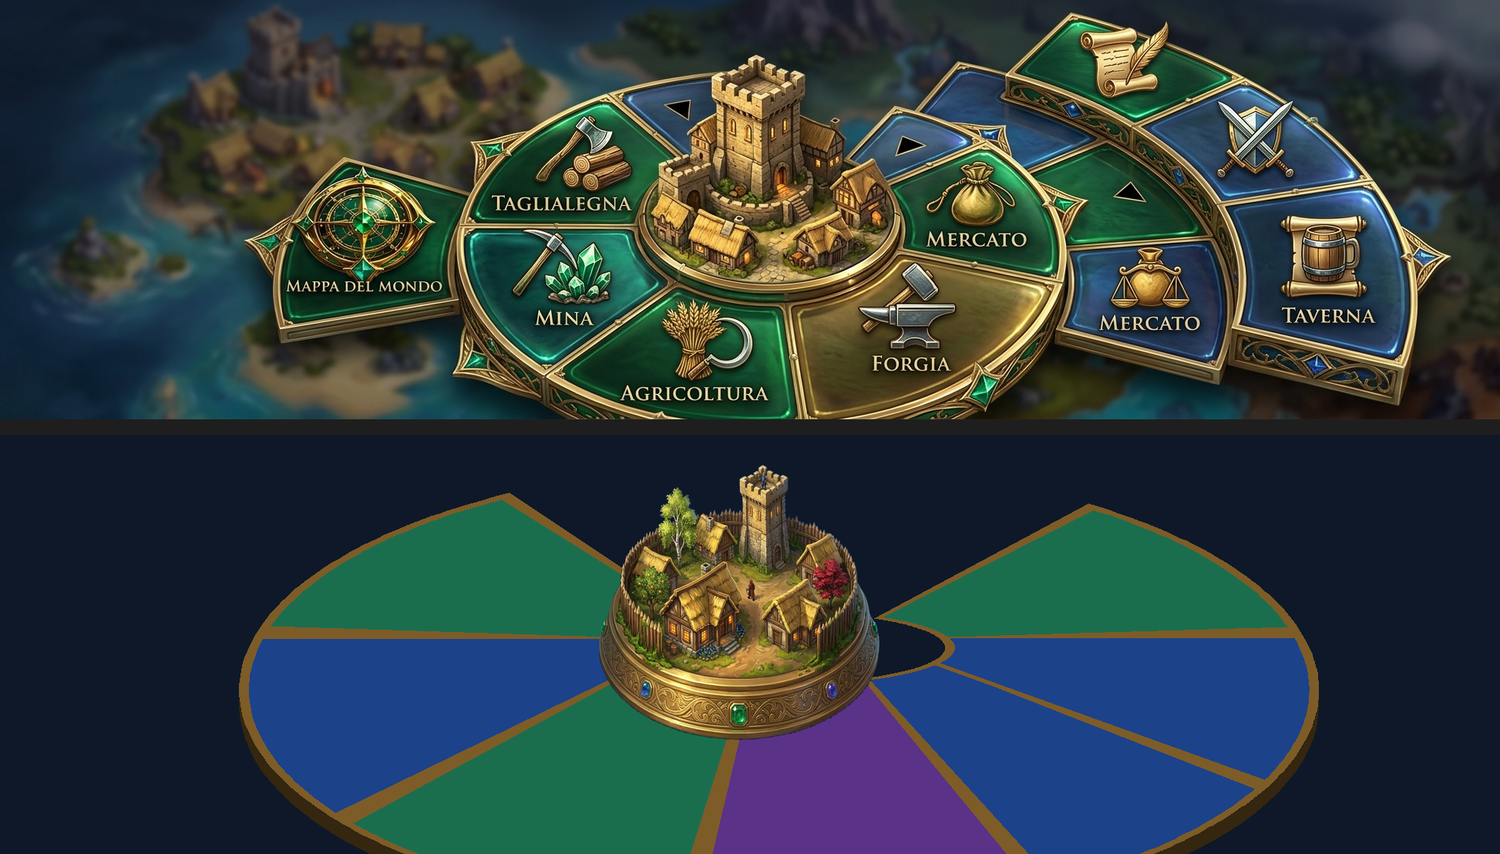 TAGLIALEGNA
MERCATO
MAPPA DEL MONDO
MINA
MERCATO
TAVERNA
FORGIA
AGRICOLTURA